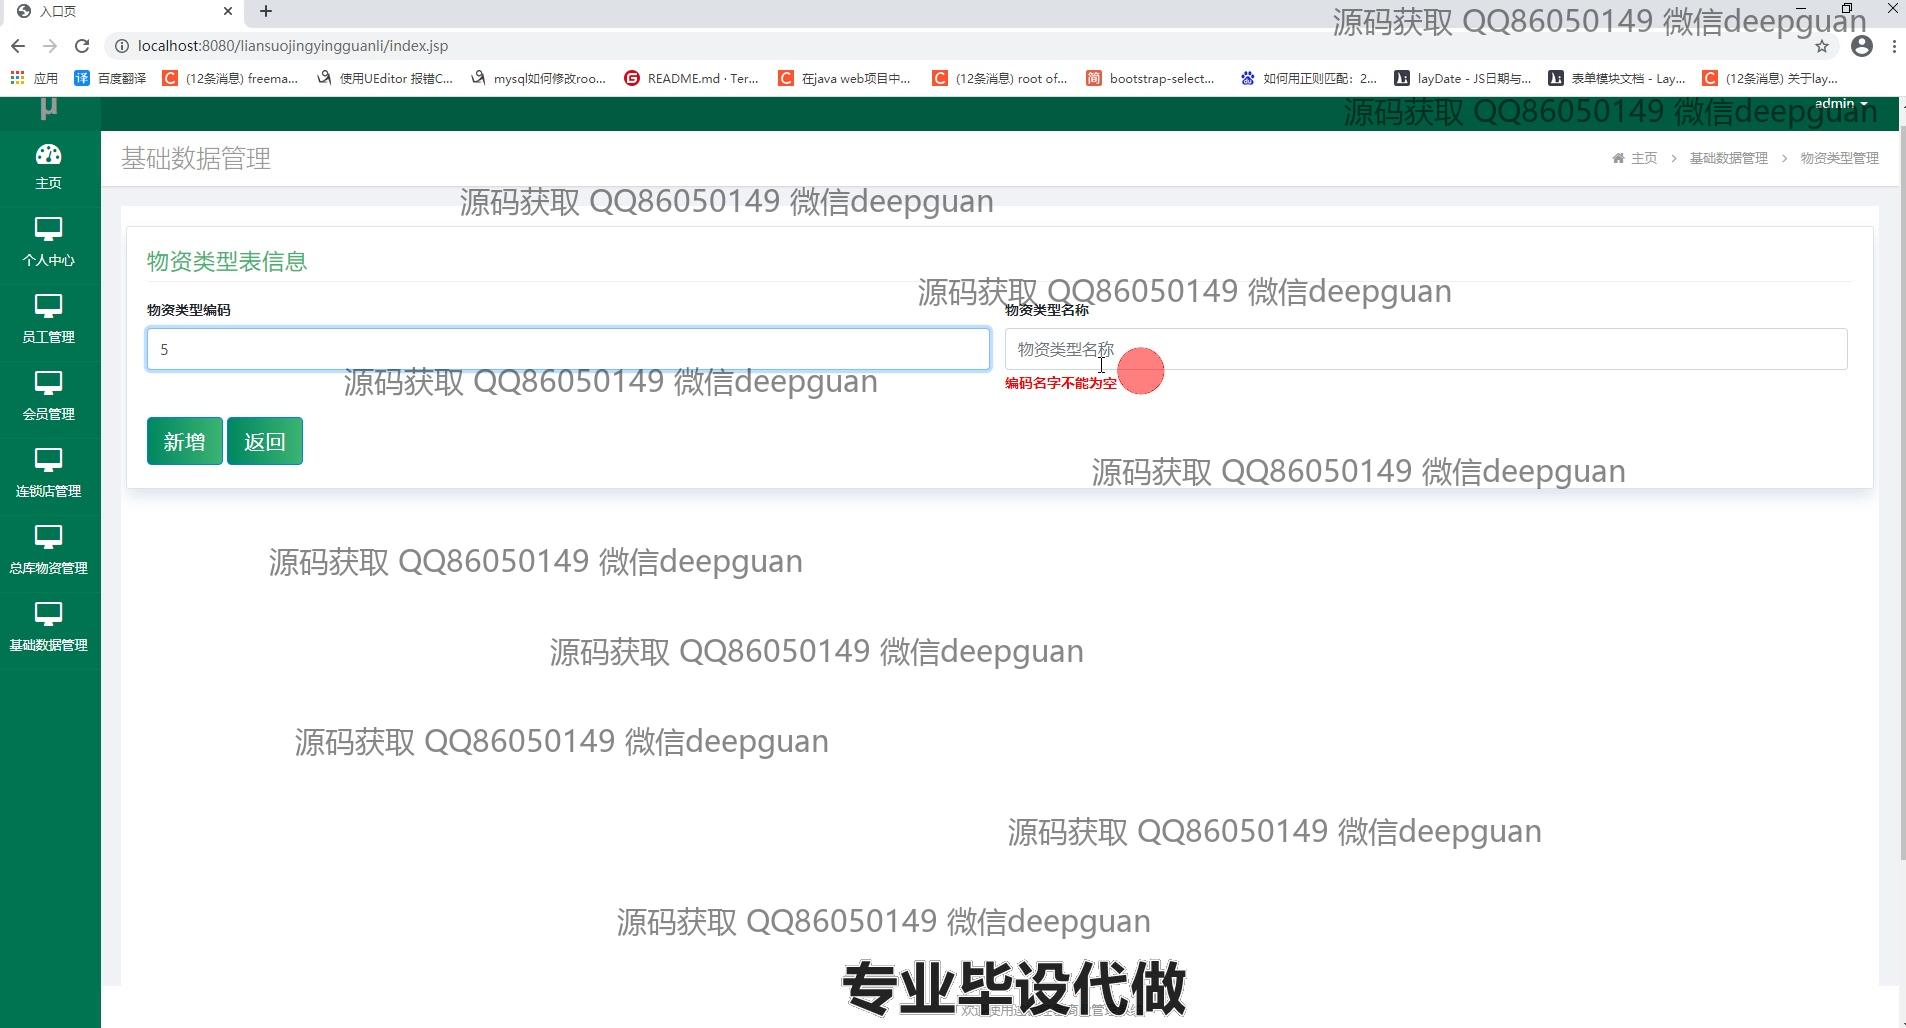 入口页
源码获取 QQ86050149 微信deepguan
localhost:8080/liansuojingyingguanli/index.jsp
应用 百度翻译 (12条消息) freema... 使用UEditor 报错C... mysql如何修改roo... README.md · Ter... 在java web项目中... (12条消息) root of... bootstrap-select... 如何用正则匹配：2... layDate - JS日期与... 表单模块文档 - Lay... (12条消息) 关于lay...
μ
admin
源码获取 QQ86050149 微信deepguan
基础数据管理
主页 > 基础数据管理 > 物资类型管理
主页
个人中心
员工管理
会员管理
连锁店管理
总库物资管理
基础数据管理
源码获取 QQ86050149 微信deepguan
物资类型表信息
源码获取 QQ86050149 微信deepguan
物资类型编码
物资类型名称
5
物资类型名称
源码获取 QQ86050149 微信deepguan
编码名字不能为空
新增 返回
源码获取 QQ86050149 微信deepguan
源码获取 QQ86050149 微信deepguan
源码获取 QQ86050149 微信deepguan
源码获取 QQ86050149 微信deepguan
源码获取 QQ86050149 微信deepguan
源码获取 QQ86050149 微信deepguan
专业毕设代做